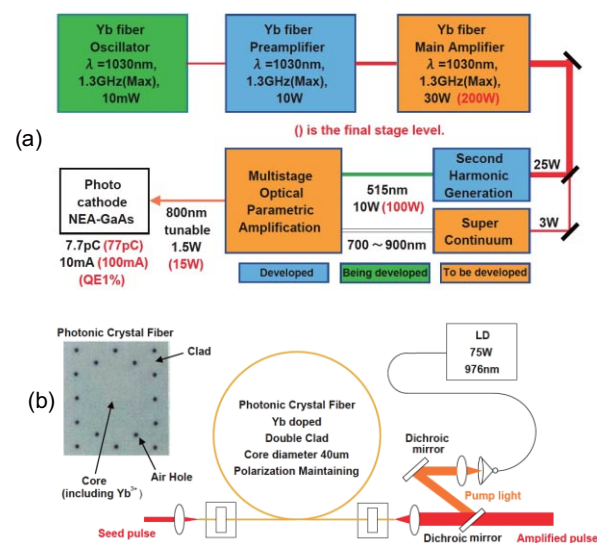 Yb fiber
Oscillator
λ =1030nm,
1.3GHz(Max),
10mW
Yb fiber
Preamplifier
λ =1030nm,
1.3GHz(Max),
10W
Yb fiber
Main Amplifier
λ =1030nm,
1.3GHz(Max),
30W (200W)
(a)
() is the final stage level.
Photo
cathode
NEA-GaAs
7.7pC (77pC)
10mA (100mA)
(QE1%)
800nm
tunable
1.5W
(15W)
Multistage
Optical
Parametric
Amplification
515nm
10W (100W)
700 ~ 900nm
Second
Harmonic
Generation
25W
Super
Continuum
3W
Developed
Being developed
To be developed
(b)
Photonic Crystal Fiber
Clad
Air Hole
Core
(including Yb³⁺)
Photonic Crystal Fiber
Yb doped
Double Clad
Core diameter 40um
Polarization Maintaining
LD
75W
976nm
Dichroic
mirror
Pump light
Seed pulse
Dichroic mirror
Amplified pulse